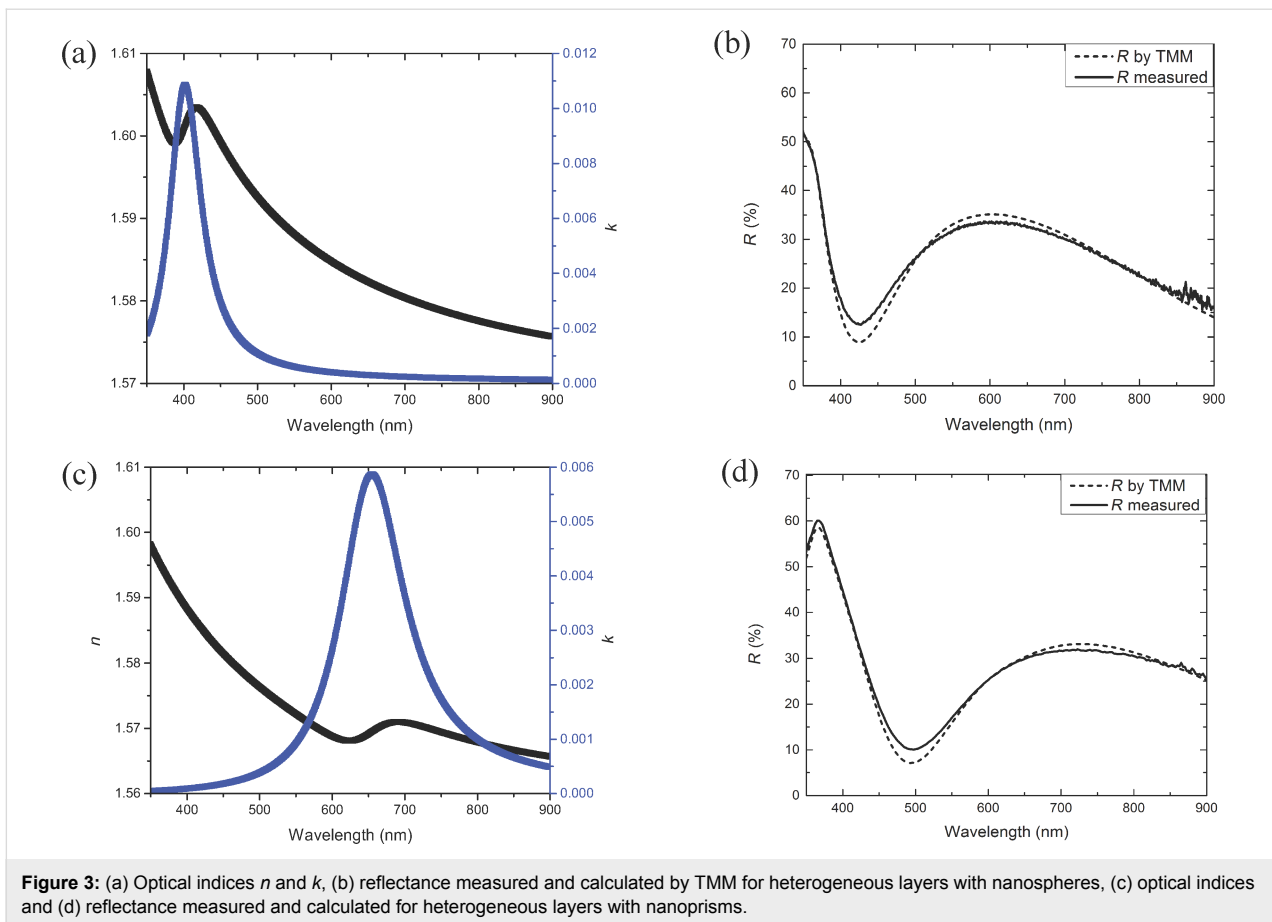 (a)
1.61
1.60
1.59
1.58
1.57
0.012
0.010
0.008
0.006
0.004
0.002
0.000
k
400 500 600 700 800 900
Wavelength (nm)
(b)
70
60
50
40
30
20
10
0
R (%)
R by TMM
R measured
400 500 600 700 800 900
Wavelength (nm)
(c)
1.61
1.60
1.59
1.58
1.57
1.56
n
0.006
0.005
0.004
0.003
0.002
0.001
0.000
k
400 500 600 700 800 900
Wavelength (nm)
(d)
70
60
50
40
30
20
10
0
R (%)
R by TMM
R measured
400 500 600 700 800 900
Wavelength (nm)
Figure 3: (a) Optical indices n and k, (b) reflectance measured and calculated by TMM for heterogeneous layers with nanospheres, (c) optical indices
and (d) reflectance measured and calculated for heterogeneous layers with nanoprisms.